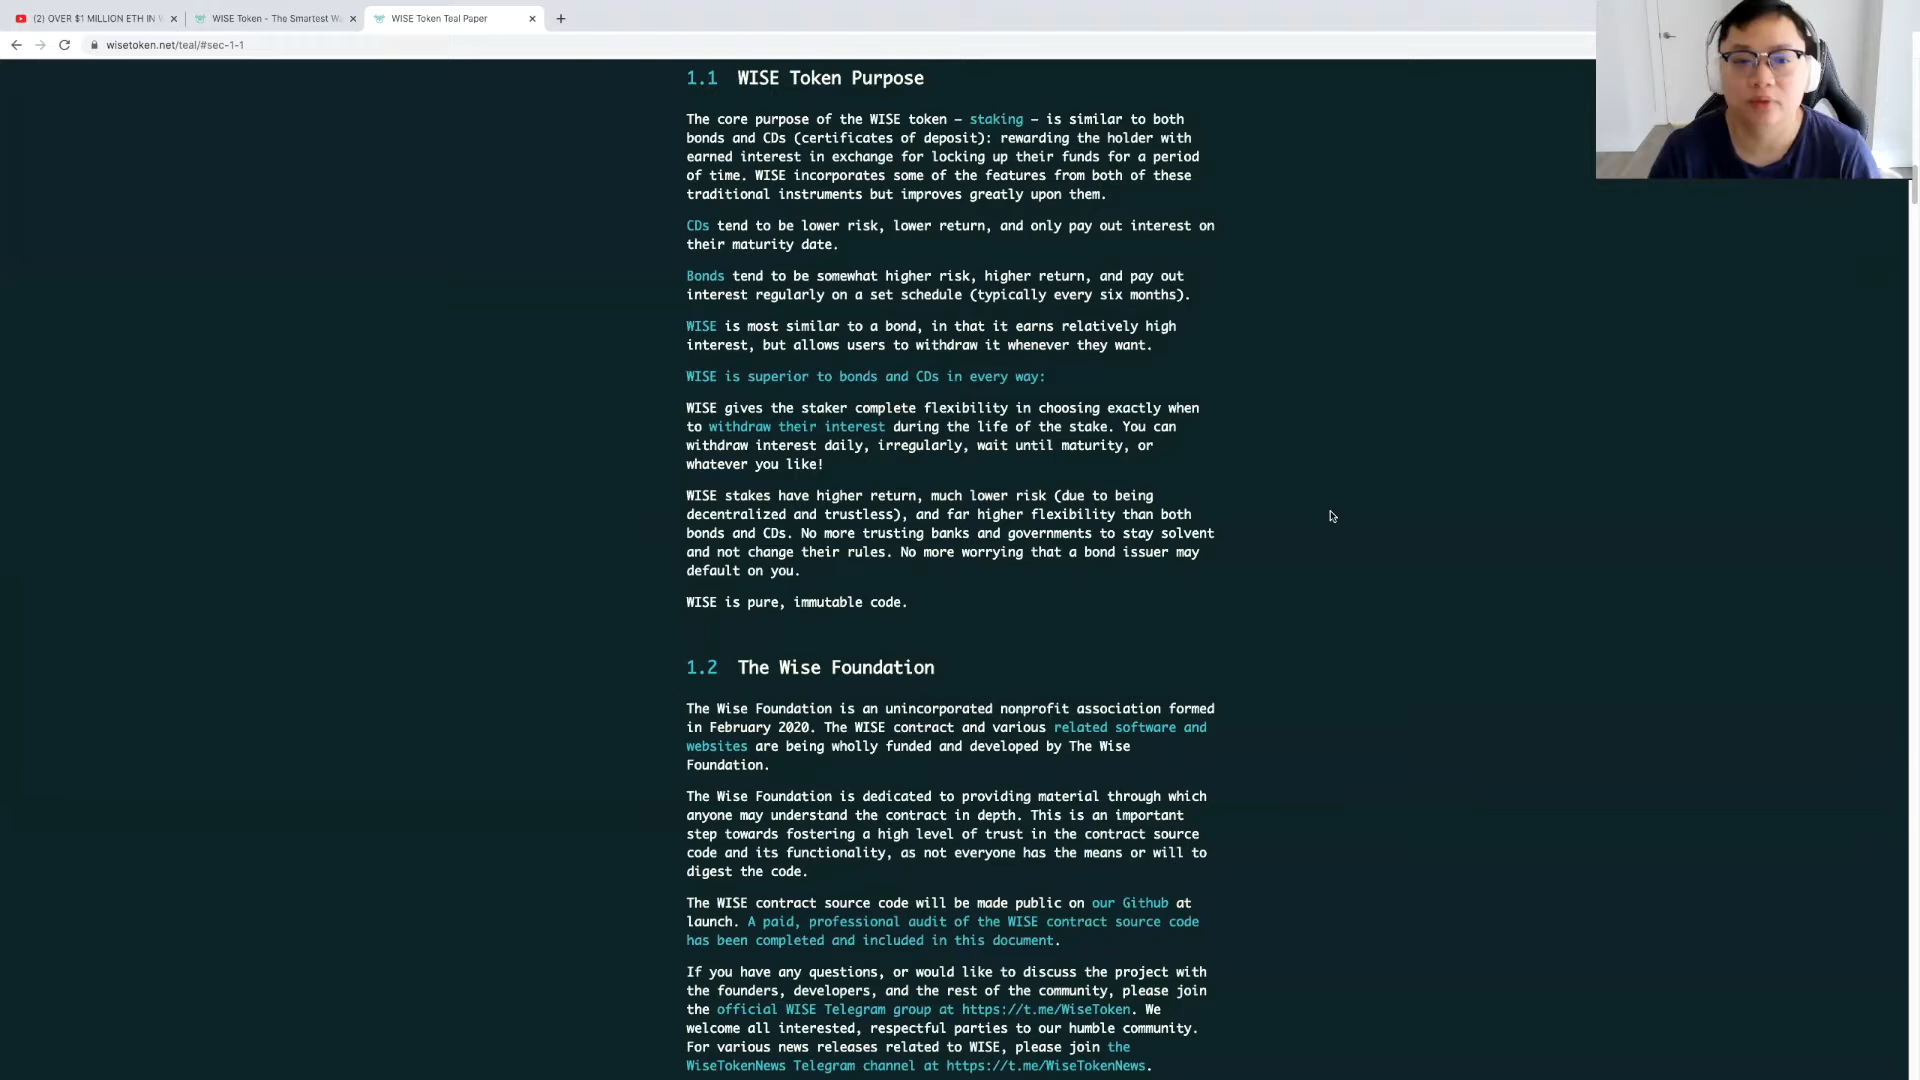 (2) OVER $1 MILLION ETH IN
WISE Token - The Smartest W
WISE Token Teal Paper
wisetoken.net/teal/#sec-1-1
1.1 WISE Token Purpose
The core purpose of the WISE token – staking – is similar to both
bonds and CDs (certificates of deposit): rewarding the holder with
earned interest in exchange for locking up their funds for a period
of time. WISE incorporates some of the features from both of these
traditional instruments but improves greatly upon them.
CDs tend to be lower risk, lower return, and only pay out interest on
their maturity date.
Bonds tend to be somewhat higher risk, higher return, and pay out
interest regularly on a set schedule (typically every six months).
WISE is most similar to a bond, in that it earns relatively high
interest, but allows users to withdraw it whenever they want.
WISE is superior to bonds and CDs in every way:
WISE gives the staker complete flexibility in choosing exactly when
to withdraw their interest during the life of the stake. You can
withdraw interest daily, irregularly, wait until maturity, or
whatever you like!
WISE stakes have higher return, much lower risk (due to being
decentralized and trustless), and far higher flexibility than both
bonds and CDs. No more trusting banks and governments to stay solvent
and not change their rules. No more worrying that a bond issuer may
default on you.
WISE is pure, immutable code.
1.2 The Wise Foundation
The Wise Foundation is an unincorporated nonprofit association formed
in February 2020. The WISE contract and various related software and
websites are being wholly funded and developed by The Wise
Foundation.
The Wise Foundation is dedicated to providing material through which
anyone may understand the contract in depth. This is an important
step towards fostering a high level of trust in the contract source
code and its functionality, as not everyone has the means or will to
digest the code.
The WISE contract source code will be made public on our Github at
launch. A paid, professional audit of the WISE contract source code
has been completed and included in this document.
If you have any questions, or would like to discuss the project with
the founders, developers, and the rest of the community, please join
the official WISE Telegram group at https://t.me/WiseToken. We
welcome all interested, respectful parties to our humble community.
For various news releases related to WISE, please join the
WiseTokenNews Telegram channel at https://t.me/WiseTokenNews.